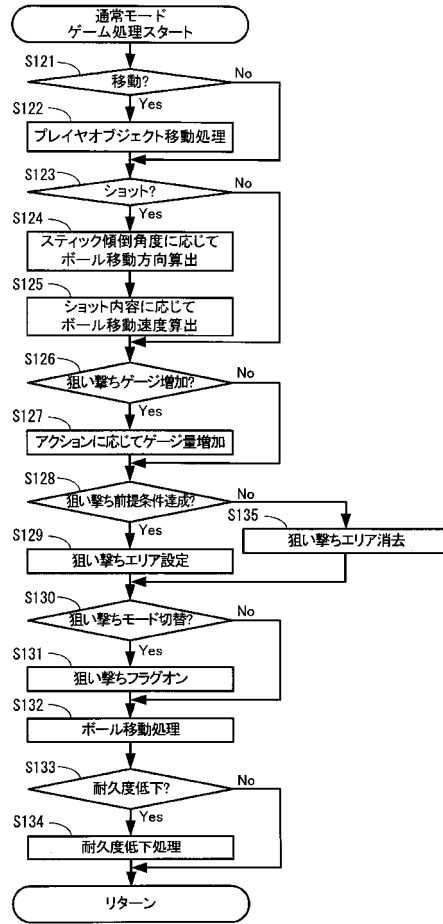 通常モード
ゲーム処理スタート
S121
移動?
No
Yes
S122
プレイヤオブジェクト移動処理
S123
ショット?
No
Yes
S124
スティック傾倒角度に応じて
ボール移動方向算出
S125
ショット内容に応じて
ボール移動速度算出
S126
狙い撃ちゲージ増加?
No
Yes
S127
アクションに応じてゲージ量増加
S128
狙い撃ち前提条件達成?
No
Yes
S135
狙い撃ちエリア消去
S129
狙い撃ちエリア設定
S130
狙い撃ちモード切替?
No
Yes
S131
狙い撃ちフラグオン
S132
ボール移動処理
S133
耐久度低下?
No
Yes
S134
耐久度低下処理
リターン